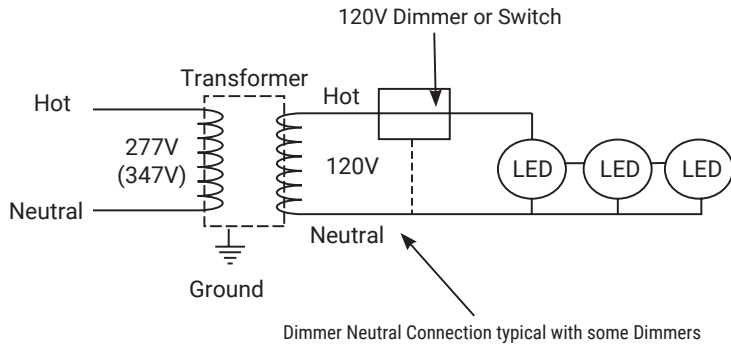 120V Dimmer or Switch
Transformer
Hot
Hot
277V
(347V)
120V
LED
LED
LED
Neutral
Neutral
Ground
Dimmer Neutral Connection typical with some Dimmers